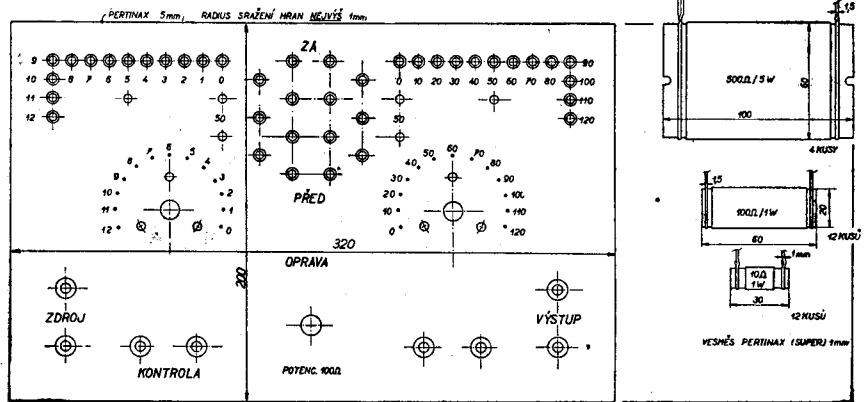 PERTINAX 5mm, RADIUS SRAŽENÍ HRAN NEJVÝŠ 1mm
ZA
9 8 7 6 5 4 3 2 1 0
10
11
12
50
0 10 20 30 40 50 60 70 80 90
100
110
120
50
PŘED
0 1 2 3 4 5 6 7 8 9 10 11 12
0 10 20 30 40 50 60 70 80 90 100 110 120
320
200
OPRAVA
ZDROJ
KONTROLA
POTENC. 100Ω
VÝSTUP
1,5
500Ω/5W
60
100
4 KUSY
1,5
100Ω/1W
20
60
12 KUSŮ
1mm
10Ω
1W
30
12 KUSŮ
VESMĚS PERTINAX (SUPER) 1mm